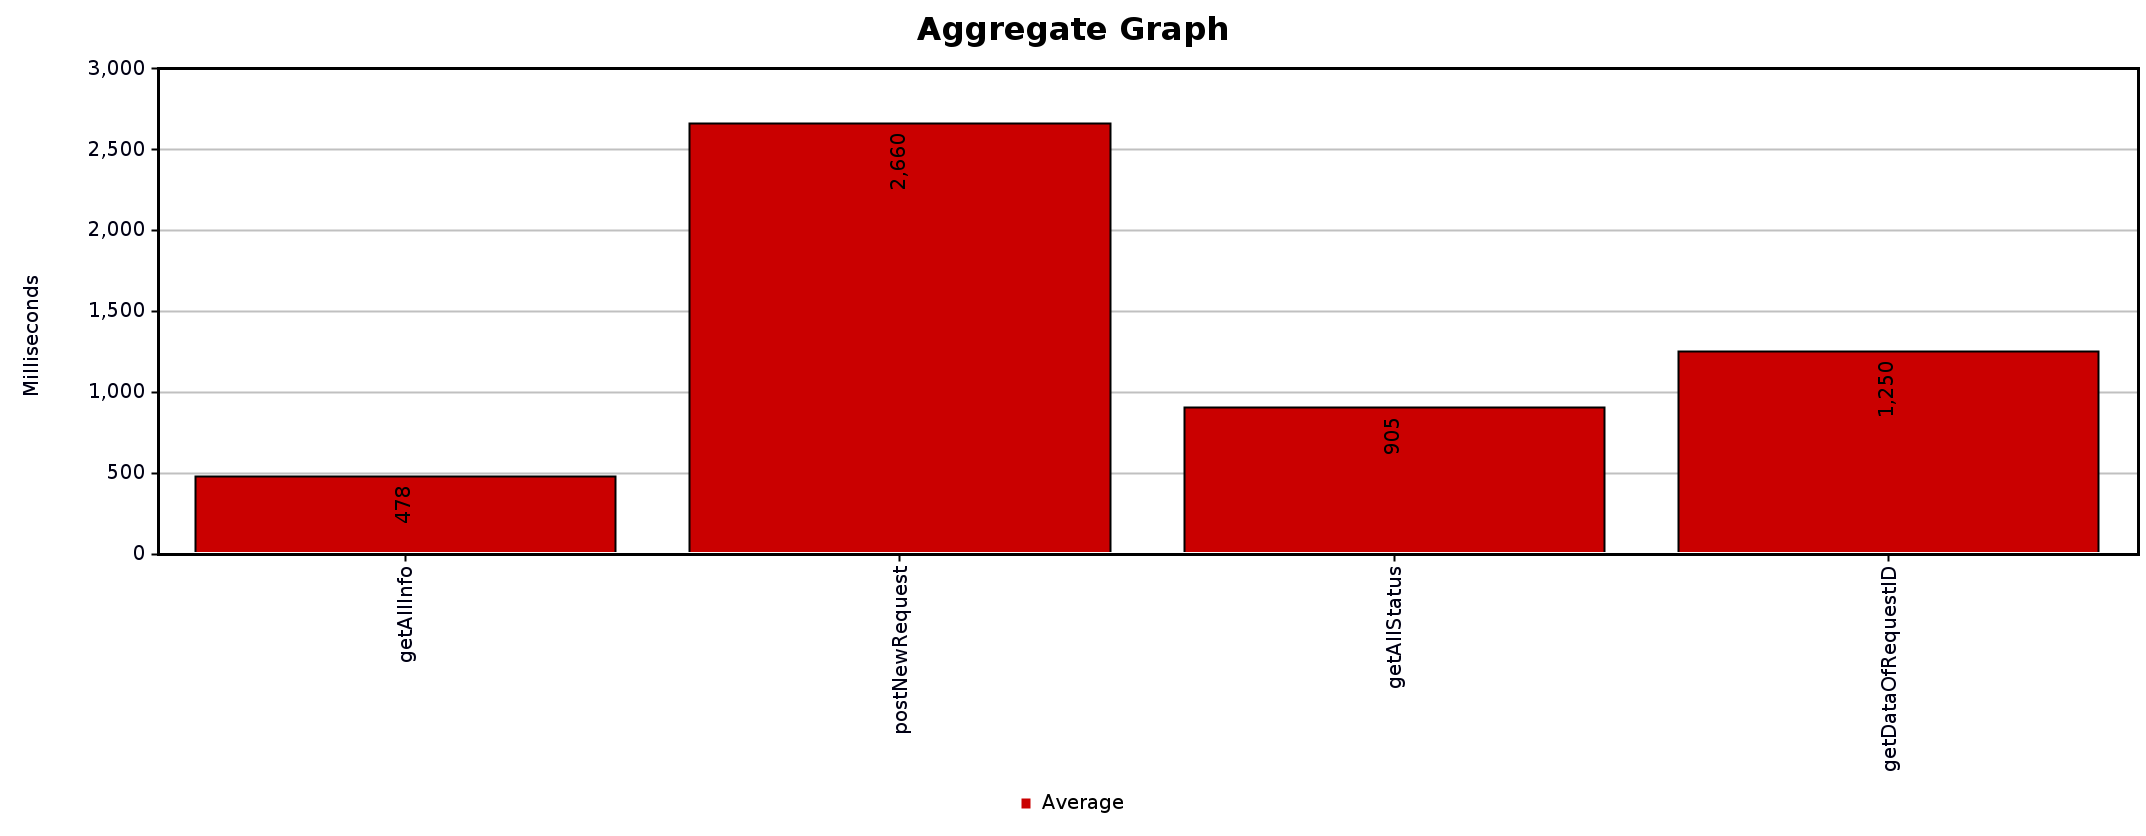 Aggregate Graph
3,000
2,500
2,000
1,500
1,000
500
0
Milliseconds
478
2,660
905
1,250
getAllInfo
postNewRequest
getAllStatus
getDataOfRequestID
Average